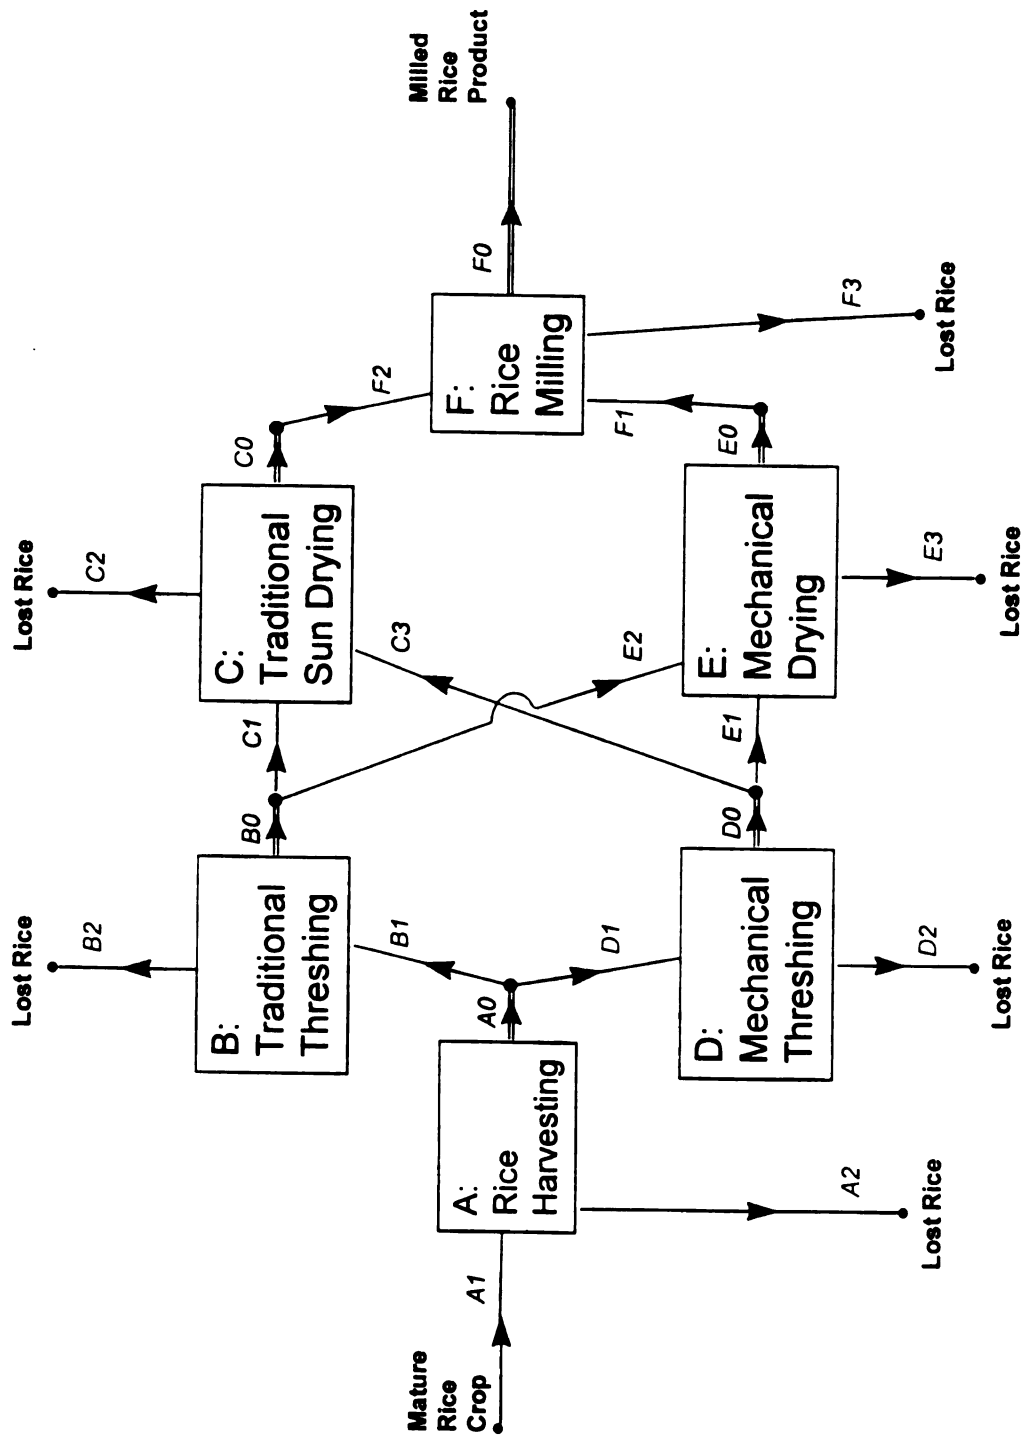 Mature
Rice
Crop
A1
A:
Rice
Harvesting
A2
Lost Rice
A0
B1
D1
B:
Traditional
Threshing
B2
Lost Rice
B0
D:
Mechanical
Threshing
D2
Lost Rice
D0
C1
C3
E1
E2
C:
Traditional
Sun Drying
C2
Lost Rice
C0
E:
Mechanical
Drying
E3
Lost Rice
E0
F2
F1
F:
Rice
Milling
F3
Lost Rice
F0
Milled
Rice
Product